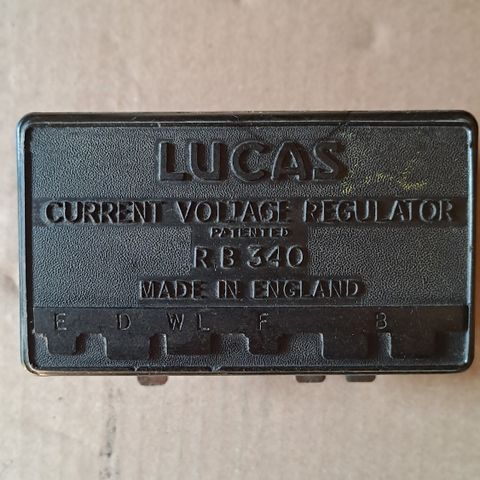 LUCAS
CURRENT VOLTAGE REGULATOR
PATENTED
R B 340
MADE IN ENGLAND
E D WL F B